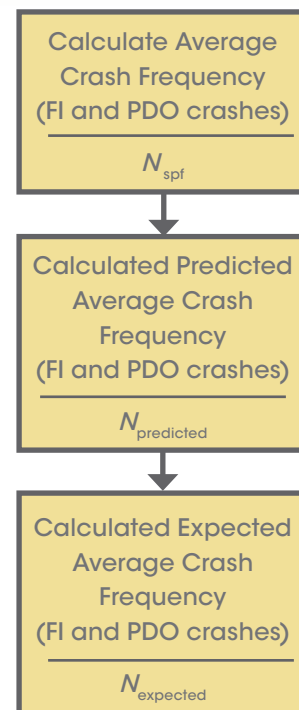 Calculate Average
Crash Frequency
(FI and PDO crashes)
Nspf
Calculated Predicted
Average Crash
Frequency
(FI and PDO crashes)
Npredicted
Calculated Expected
Average Crash
Frequency
(FI and PDO crashes)
Nexpected